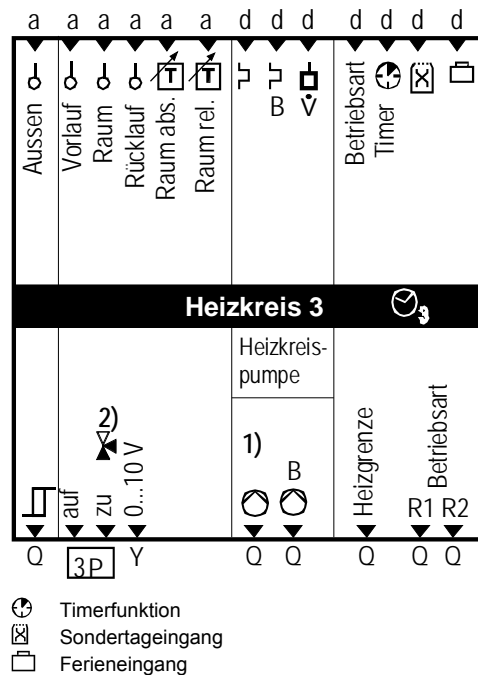 a a a a a a d d d d d d d
Aussen
Vorlauf
Raum
Rücklauf
T
Raum abs.
T
Raum rel.
B
V̇
Betriebsart
Timer
Heizkreis 3
Heizkreis-
pumpe
2)
auf
zu
0...10 V
1)
B
Heizgrenze
Betriebsart
R1 R2
Q 3P Y Q Q Q Q Q
Timerfunktion
Sondertageingang
Ferieneingang